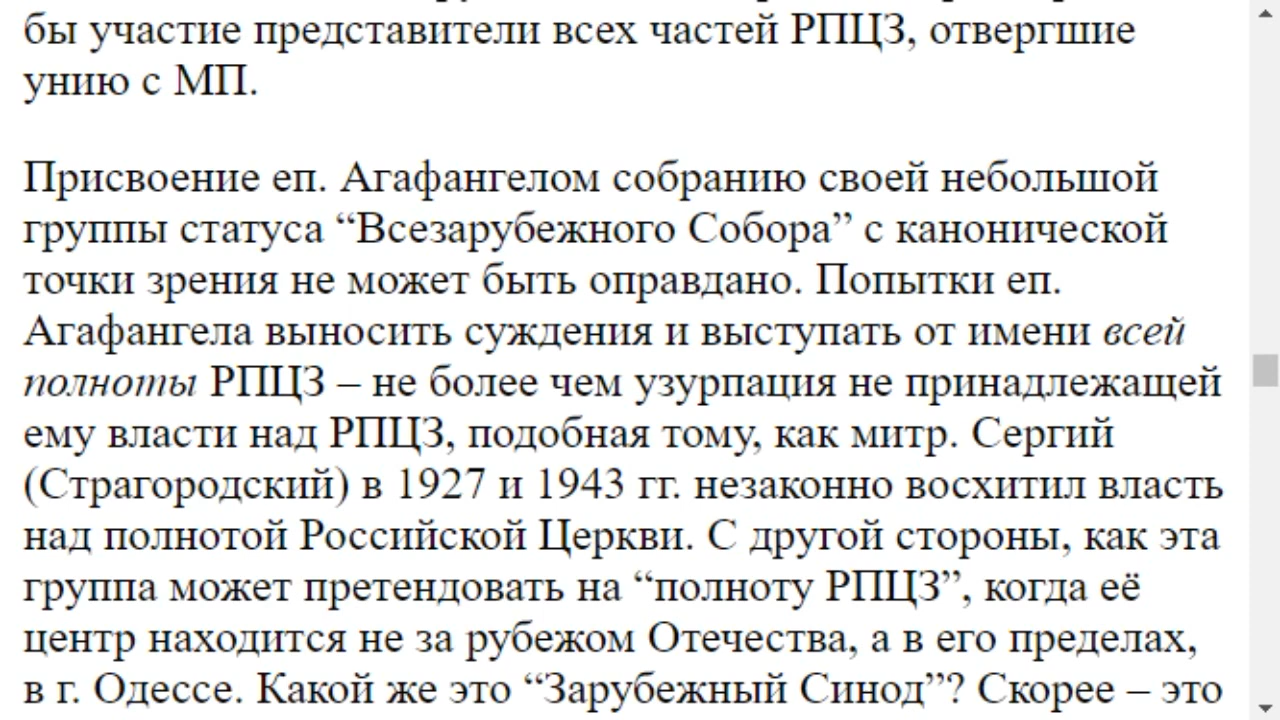 бы участие представители всех частей РПЦЗ, отвергшие
унию с МП.
Присвоение еп. Агафангелом собранию своей небольшой
группы статуса “Всезарубежного Собора” с канонической
точки зрения не может быть оправдано. Попытки еп.
Агафангела выносить суждения и выступать от имени всей
полноты РПЦЗ – не более чем узурпация не принадлежащей
ему власти над РПЦЗ, подобная тому, как митр. Сергий
(Страгородский) в 1927 и 1943 гг. незаконно восхитил власть
над полнотой Российской Церкви. С другой стороны, как эта
группа может претендовать на “полноту РПЦЗ”, когда её
центр находится не за рубежом Отечества, а в его пределах,
в г. Одессе. Какой же это “Зарубежный Синод”? Скорее – это